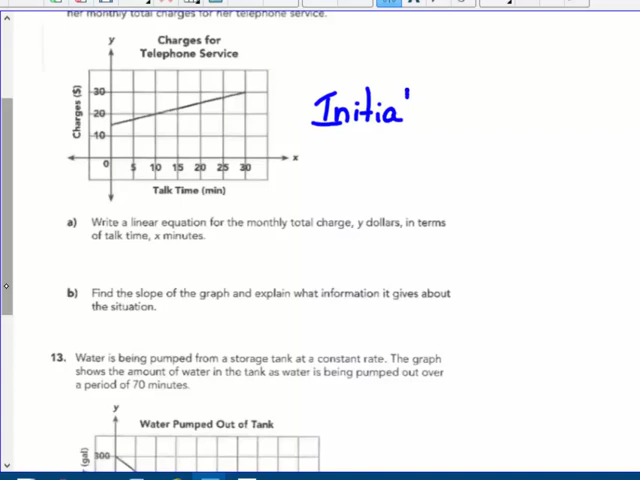 her monthly total charges for her telephone service.
y
Charges for
Telephone Service
Charges ($)
30
20
10
0
5 10 15 20 25 30
x
Talk Time (min)
Initia'
a) Write a linear equation for the monthly total charge, y dollars, in terms
of talk time, x minutes.
b) Find the slope of the graph and explain what information it gives about
the situation.
13. Water is being pumped from a storage tank at a constant rate. The graph
shows the amount of water in the tank as water is being pumped out over
a period of 70 minutes.
y
Water Pumped Out of Tank
(gal)
300